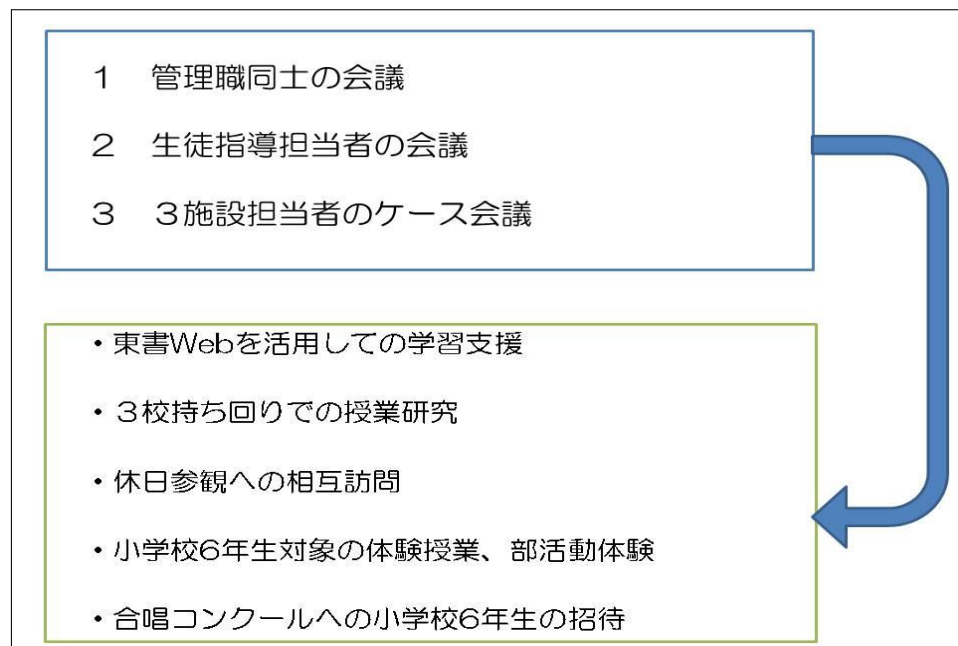 １　管理職同士の会議
２　生徒指導担当者の会議
３　３施設担当者のケース会議
・東書Webを活用しての学習支援
・３校持ち回りでの授業研究
・休日参観への相互訪問
・小学校6年生対象の体験授業、部活動体験
・合唱コンクールへの小学校6年生の招待